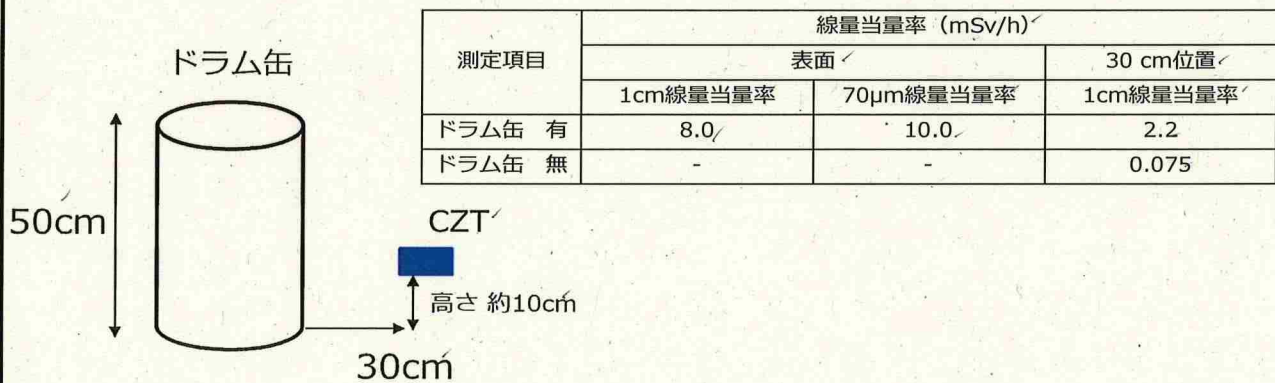 線量当量率（mSv/h）
測定項目
表面
30 cm位置
1cm線量当量率
70μm線量当量率
1cm線量当量率
ドラム缶　有
8.0
10.0
2.2
ドラム缶　無
-
-
0.075
ドラム缶
50cm
CZT
高さ 約10cm
30cm